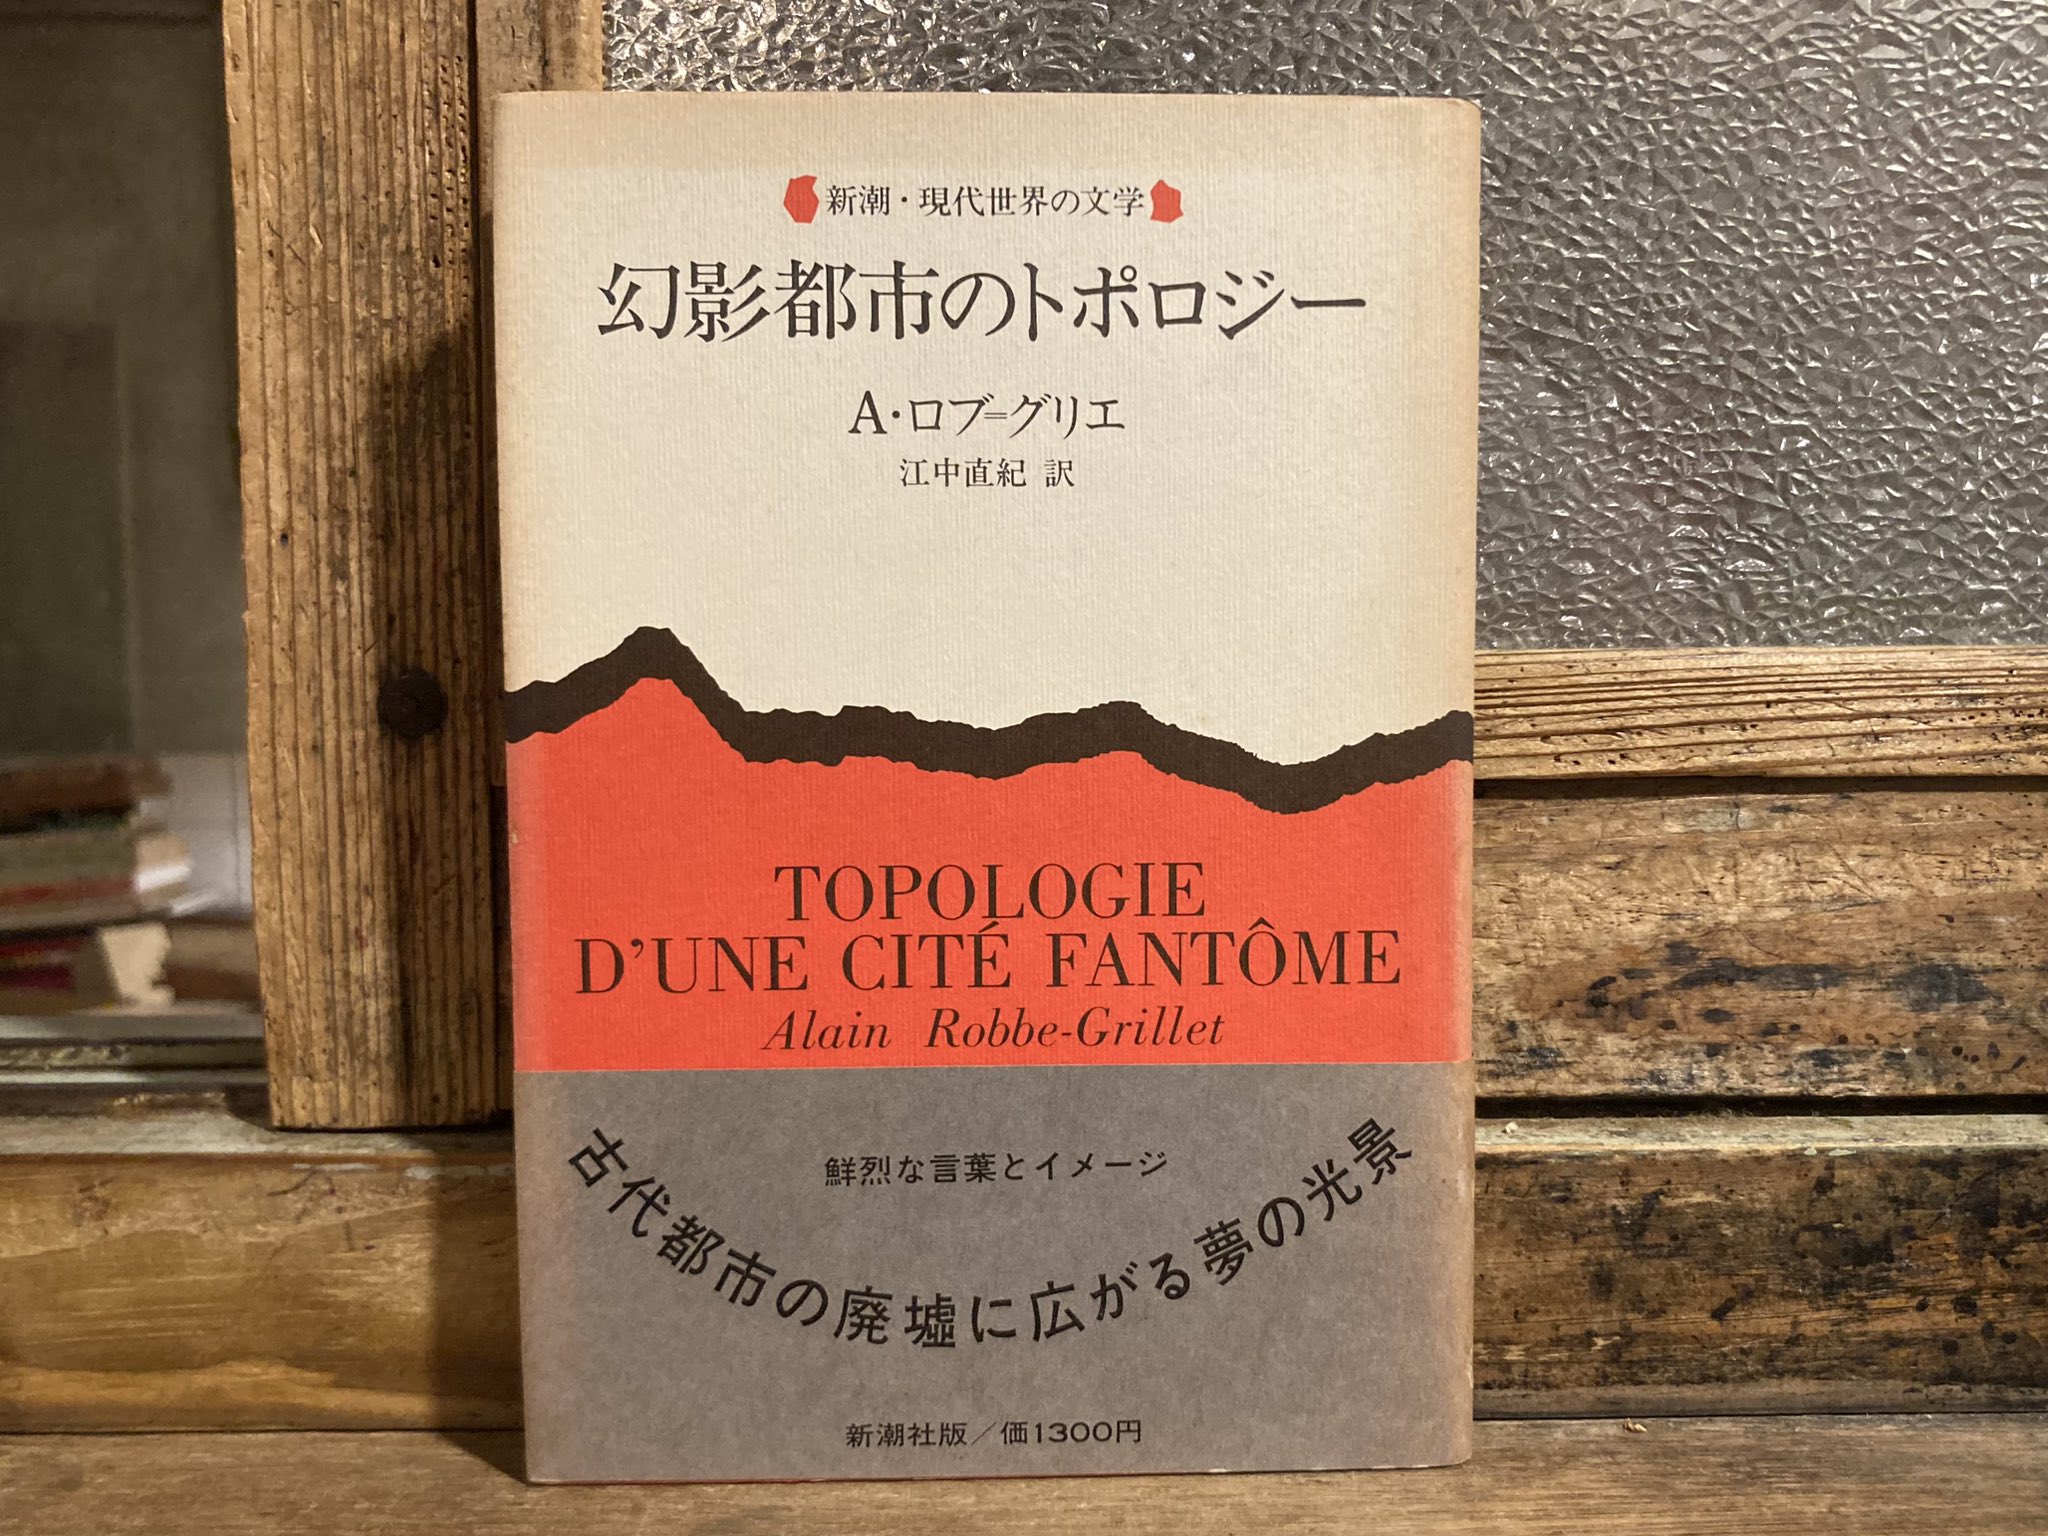 新潮・現代世界の文学
幻影都市のトポロジー
A・ロブ=グリエ
江中直紀 訳
TOPOLOGIE
D'UNE CITÉ FANTÔME
Alain Robbe-Grillet
鮮烈な言葉とイメージ
古代都市の廃墟に広がる夢の光景
新潮社版／価1300円